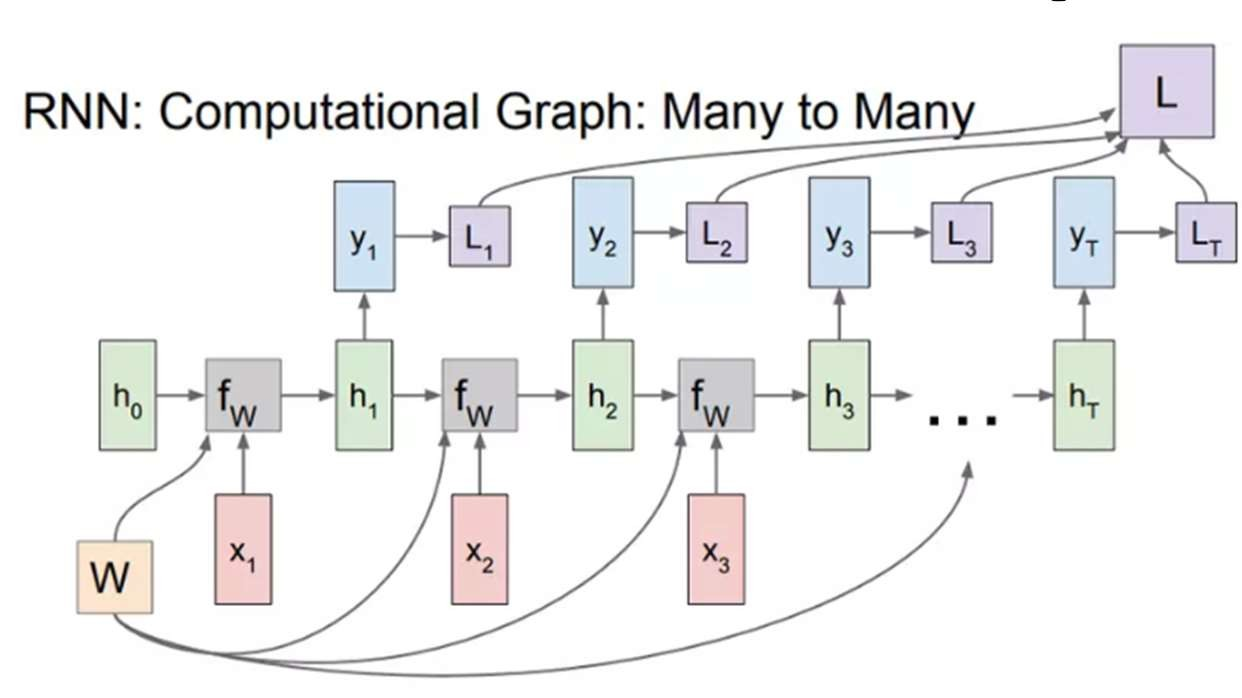 L
RNN: Computational Graph: Many to Many
y1 L1 y2 L2 y3 L3 yT LT
h0 fW h1 fW h2 fW h3 ... hT
W x1 x2 x3